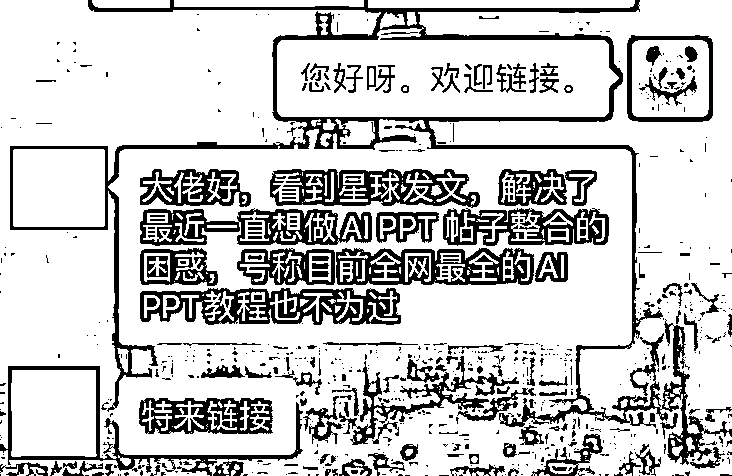 您好呀。欢迎链接。
大佬好，看到星球发文，解决了
最近一直想做AI PPT 帖子整合的
困惑，号称目前全网最全的AI
PPT教程也不为过
特来链接